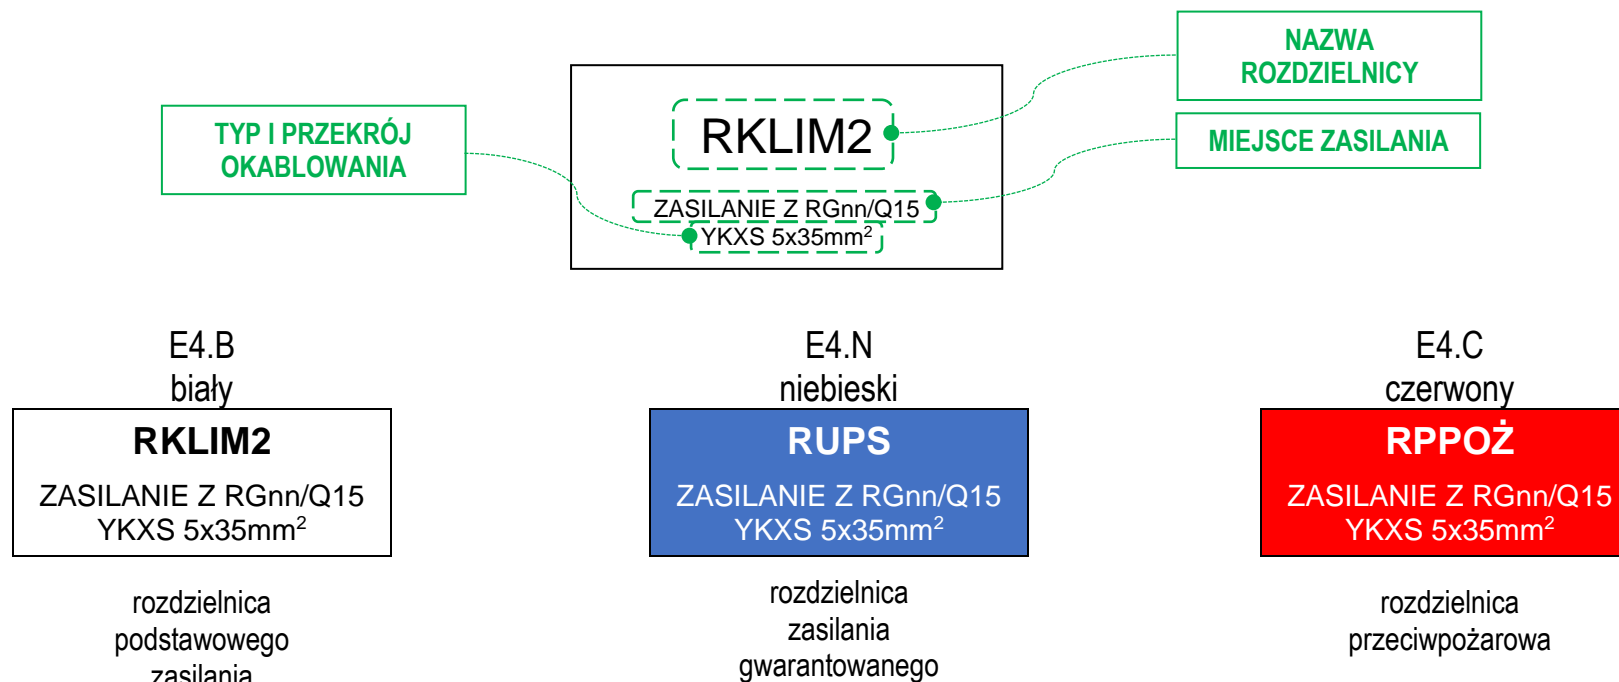 NAZWA
ROZDZIELNICY
TYP I PRZEKRÓJ
OKABLOWANIA
RKLIM2
MIEJSCE ZASILANIA
ZASILANIE Z RGnn/Q15
YKXS 5x35mm²
E4.B
biały
RKLIM2
ZASILANIE Z RGnn/Q15
YKXS 5x35mm²
rozdzielnica
podstawowego
zasilania
E4.N
niebieski
RUPS
ZASILANIE Z RGnn/Q15
YKXS 5x35mm²
rozdzielnica
zasilania
gwarantowanego
E4.C
czerwony
RPPOŻ
ZASILANIE Z RGnn/Q15
YKXS 5x35mm²
rozdzielnica
przeciwpożarowa